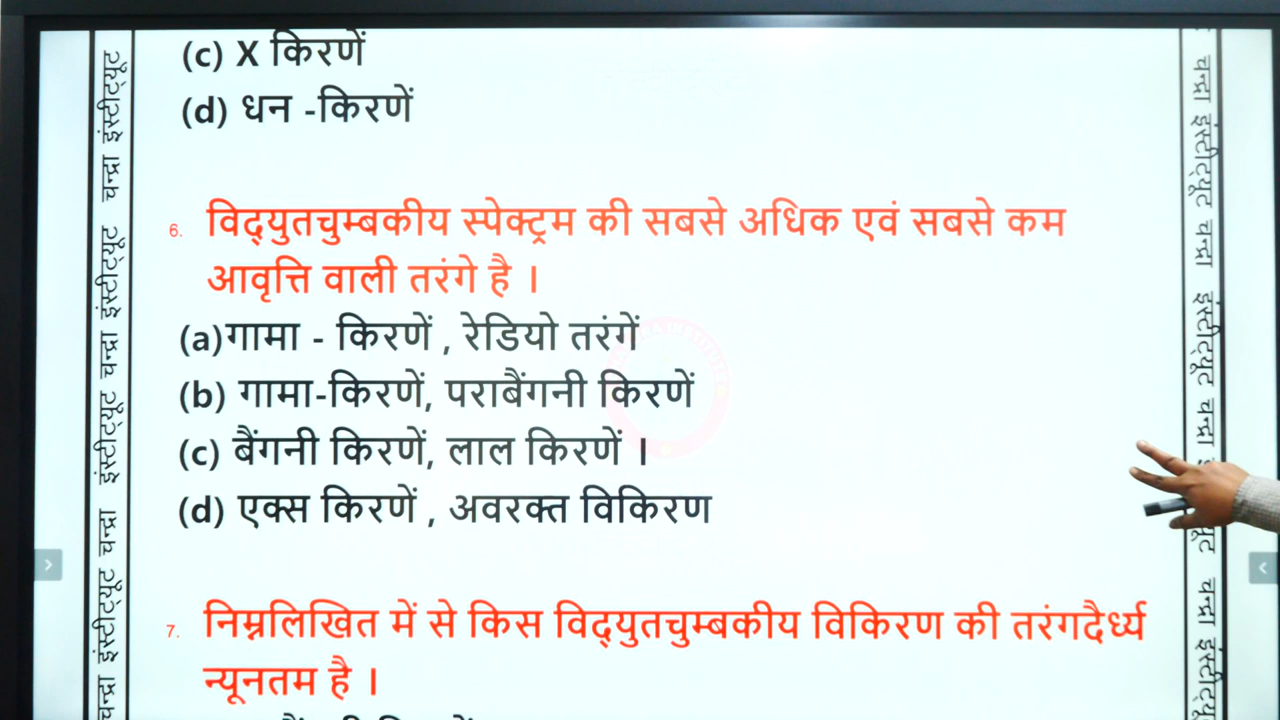 (c) X किरणें
(d) धन -किरणें
6. विद्युतचुम्बकीय स्पेक्ट्रम की सबसे अधिक एवं सबसे कम
आवृत्ति वाली तरंगे है ।
(a)गामा - किरणें , रेडियो तरंगें
(b) गामा-किरणें, पराबैंगनी किरणें
(c) बैंगनी किरणें, लाल किरणें ।
(d) एक्स किरणें , अवरक्त विकिरण
7. निम्नलिखित में से किस विद्युतचुम्बकीय विकिरण की तरंगदैर्ध्य
न्यूनतम है ।
चन्द्रा इंस्टीट्यूट चन्द्रा इंस्टीट्यूट चन्द्रा इंस्टीट्यूट चन्द्रा इंस्टीट्यूट
चन्द्रा इंस्टीट्यूट चन्द्रा इंस्टीट्यूट चन्द्रा चन्द्रा